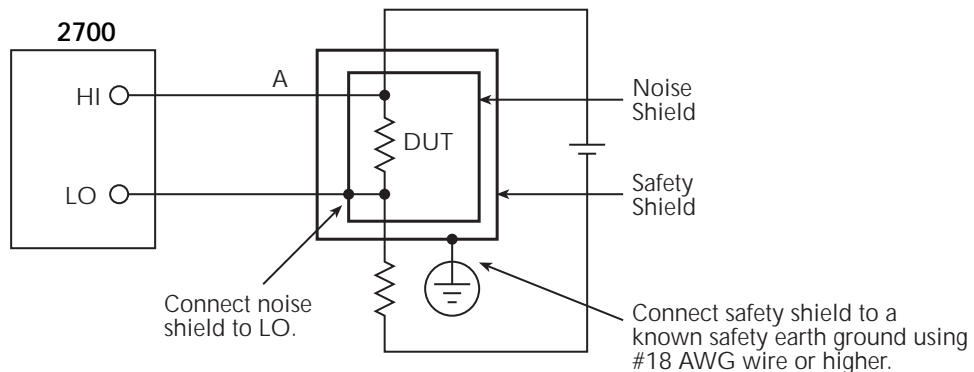 2700
HI
A
LO
DUT
Noise
Shield
Safety
Shield
Connect noise
shield to LO.
Connect safety shield to a
known safety earth ground using
#18 AWG wire or higher.